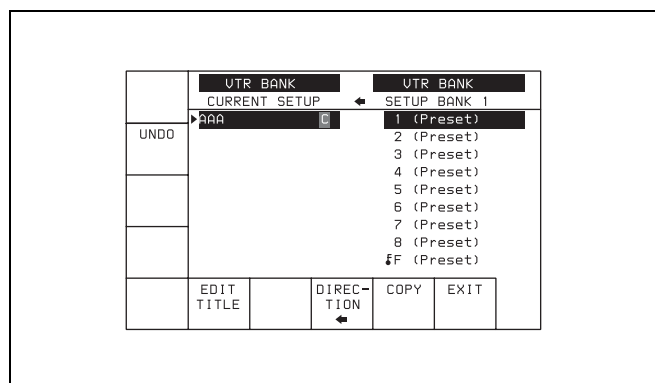 VTR BANK VTR BANK
CURRENT SETUP ← SETUP BANK 1
▶AAA C 1 (Preset)
UNDO 2 (Preset)
3 (Preset)
4 (Preset)
5 (Preset)
6 (Preset)
7 (Preset)
8 (Preset)
F (Preset)
EDIT TITLE
DIREC-TION ←
COPY
EXIT